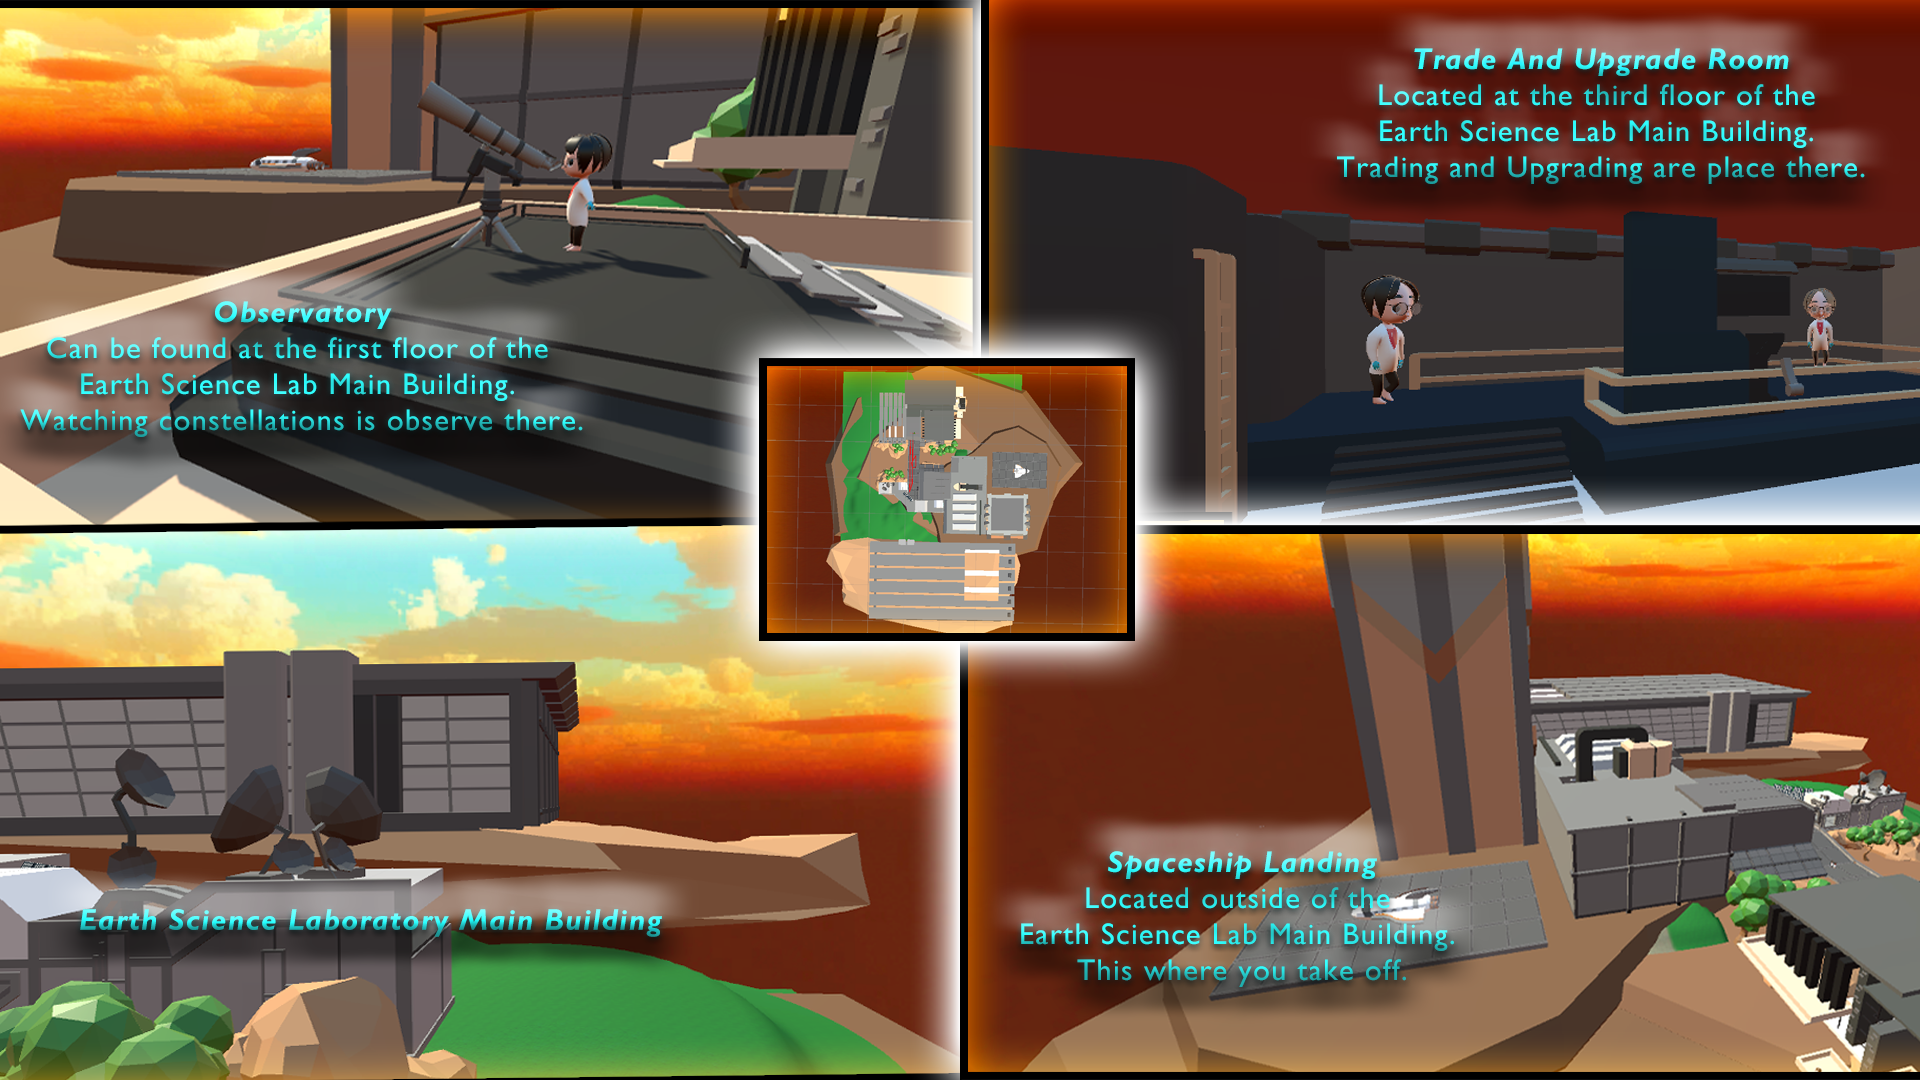 Observatory
Can be found at the first floor of the
Earth Science Lab Main Building.
Watching constellations is observe there.
Trade And Upgrade Room
Located at the third floor of the
Earth Science Lab Main Building.
Trading and Upgrading are place there.
Earth Science Laboratory Main Building
Spaceship Landing
Located outside of the
Earth Science Lab Main Building.
This where you take off.